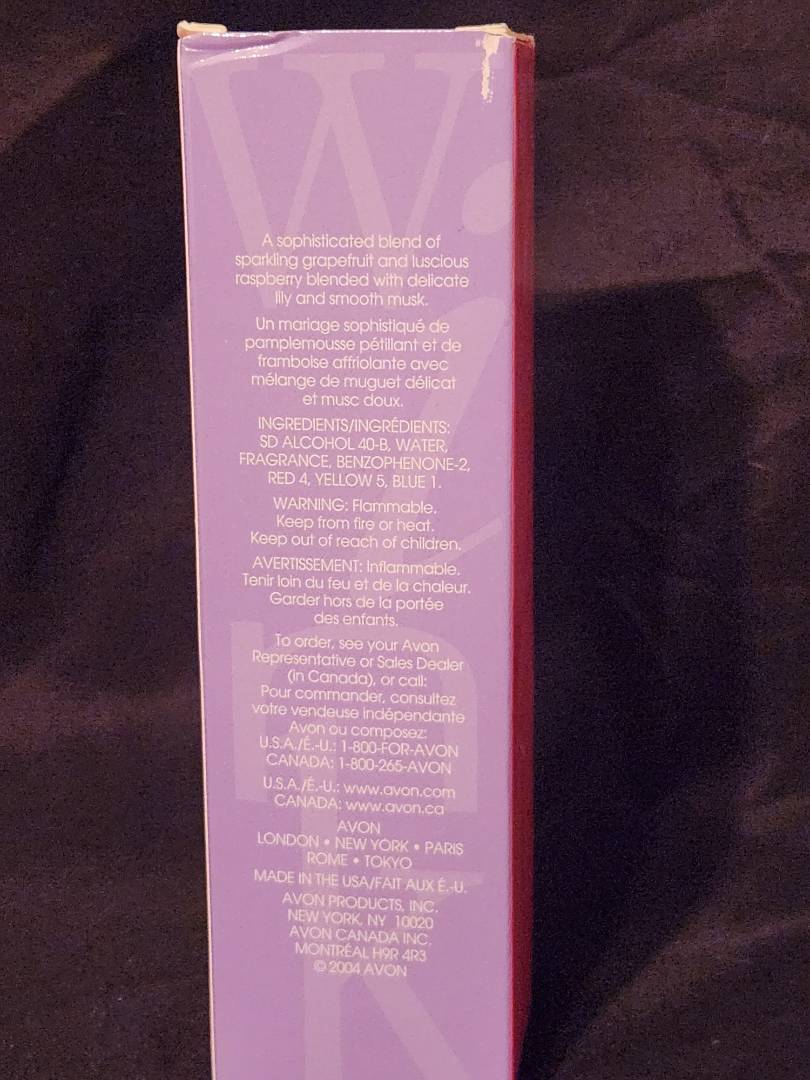 Wink
A sophisticated blend of
sparkling grapefruit and luscious
raspberry blended with delicate
lily and smooth musk.
Un mariage sophistiqué de
pamplemousse pétillant et de
framboise affriolante avec
mélange de muguet délicat
et musc doux.
INGREDIENTS/INGRÉDIENTS:
SD ALCOHOL 40-B, WATER,
FRAGRANCE, BENZOPHENONE-2,
RED 4, YELLOW 5, BLUE 1.
WARNING: Flammable.
Keep from fire or heat.
Keep out of reach of children.
AVERTISSEMENT: Inflammable.
Tenir loin du feu et de la chaleur.
Garder hors de la portée
des enfants.
To order, see your Avon
Representative or Sales Dealer
(in Canada), or call:
Pour commander, consultez
votre vendeuse indépendante
Avon ou composez:
U.S.A./É.-U.: 1-800-FOR-AVON
CANADA: 1-800-265-AVON
U.S.A./É.-U.: www.avon.com
CANADA: www.avon.ca
AVON
LONDON • NEW YORK • PARIS
ROME • TOKYO
MADE IN THE USA/FAIT AUX É.-U.
AVON PRODUCTS, INC.
NEW YORK, NY 10020
AVON CANADA INC.
MONTRÉAL H9R 4R3
© 2004 AVON